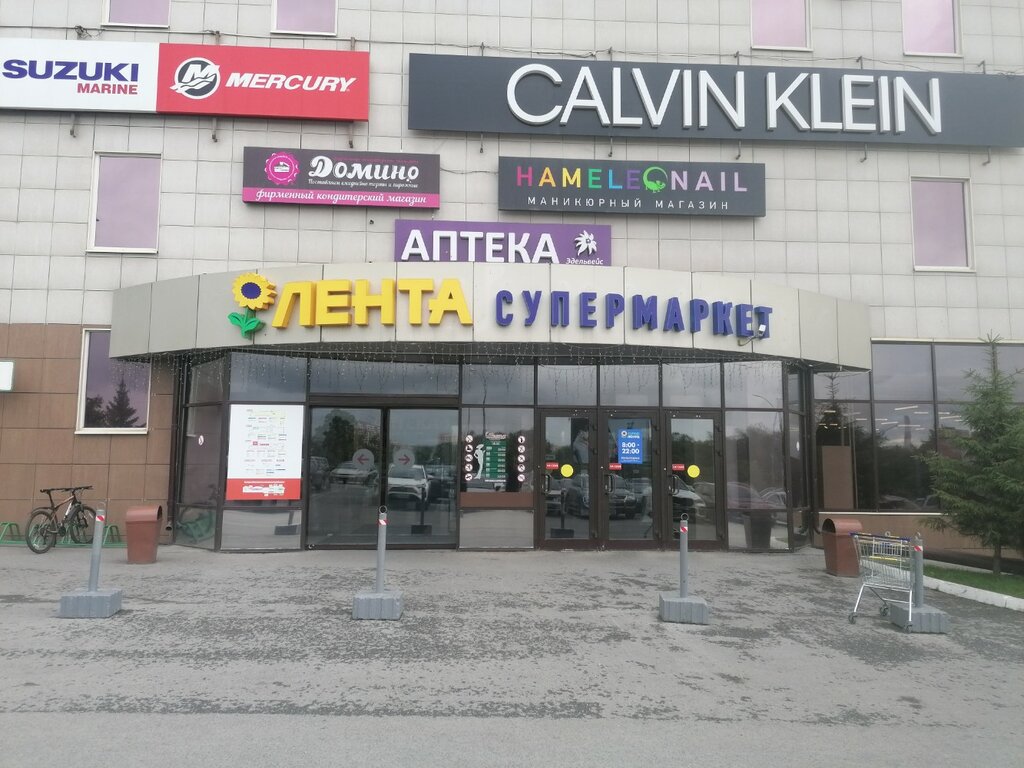 SUZUKI
MARINE
MERCURY
CALVIN KLEIN
Домино
фирменный кондитерский магазин
HAMELEONNAIL
МАНИКЮРНЫЙ МАГАЗИН
АПТЕКА
Эдельвейс
ЛЕНТА СУПЕРМАРКЕТ
8:00
22:00